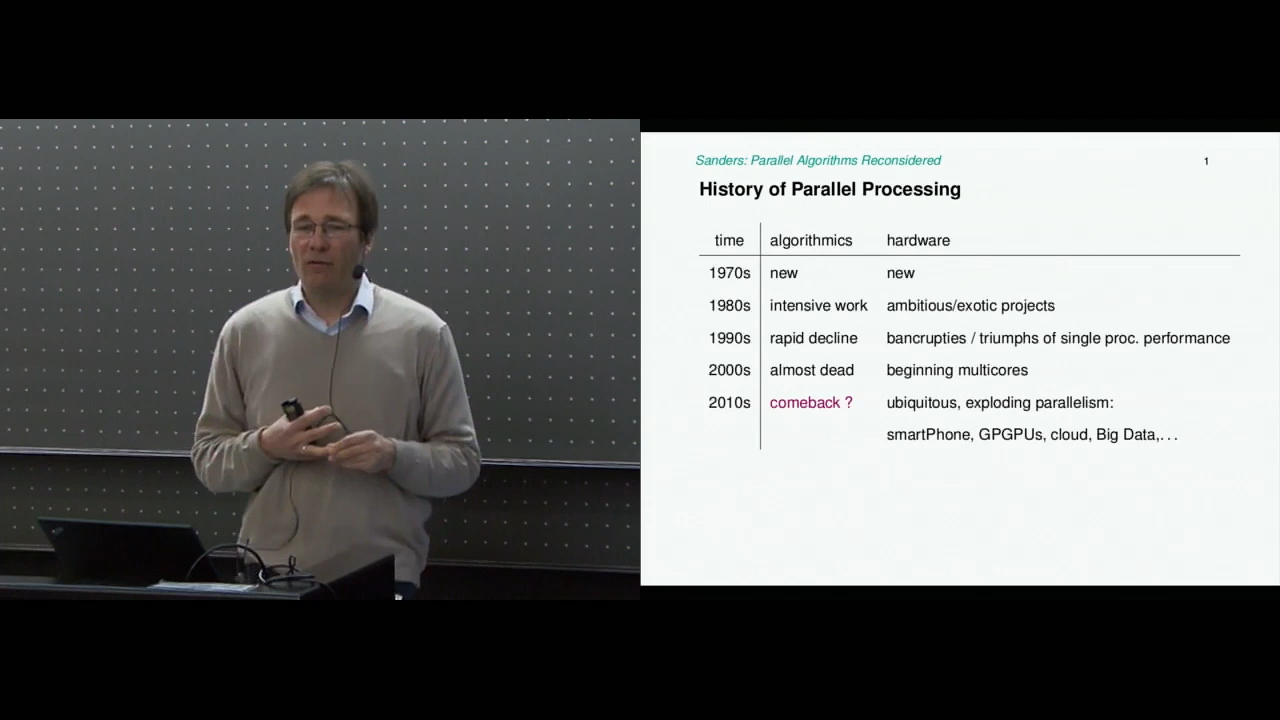 Sanders: Parallel Algorithms Reconsidered 1
History of Parallel Processing
time algorithmics hardware
1970s new new
1980s intensive work ambitious/exotic projects
1990s rapid decline bancrupties / triumphs of single proc. performance
2000s almost dead beginning multicores
2010s comeback ? ubiquitous, exploding parallelism:
smartPhone, GPGPUs, cloud, Big Data,. . .